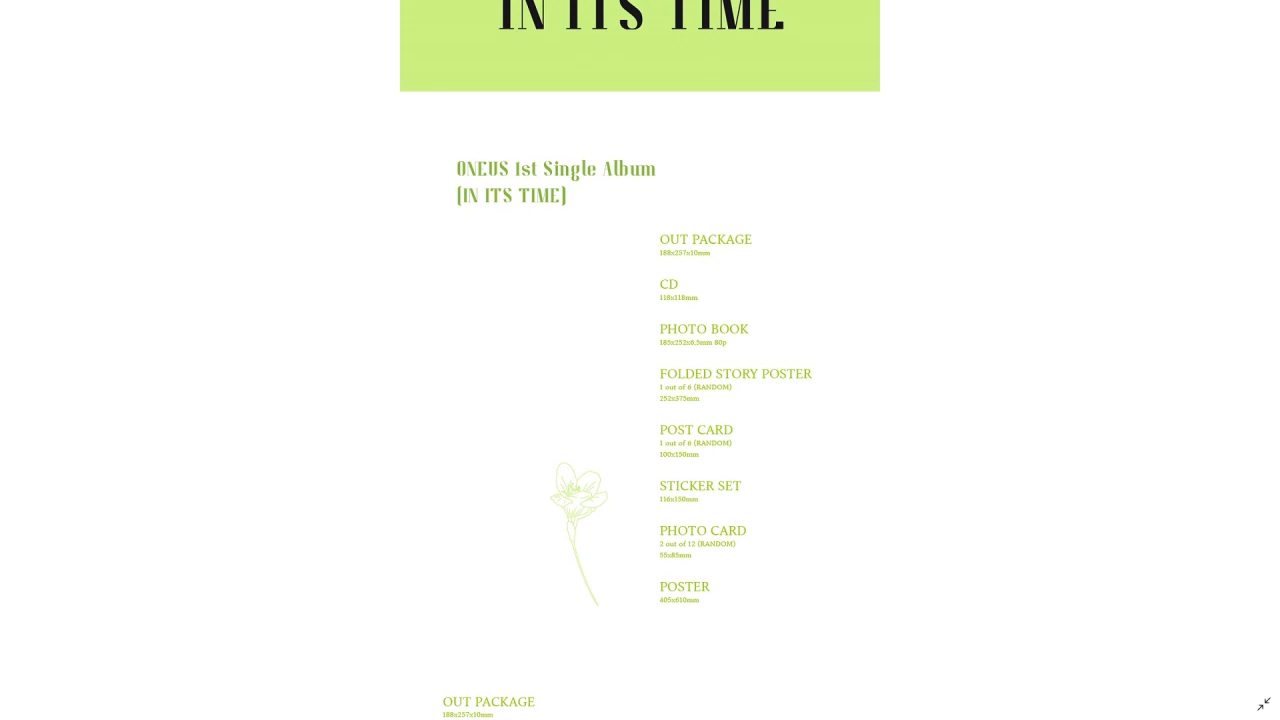 IN ITS TIME
ONEUS 1st Single Album
[IN ITS TIME]
OUT PACKAGE
188x257x10mm
CD
118x118mm
PHOTO BOOK
185x252x6,5mm 80p
FOLDED STORY POSTER
1 out of 6 (RANDOM)
252x375mm
POST CARD
1 out of 6 (RANDOM)
100x150mm
STICKER SET
116x150mm
PHOTO CARD
2 out of 12 (RANDOM)
55x85mm
POSTER
405x610mm
OUT PACKAGE
188x257x10mm